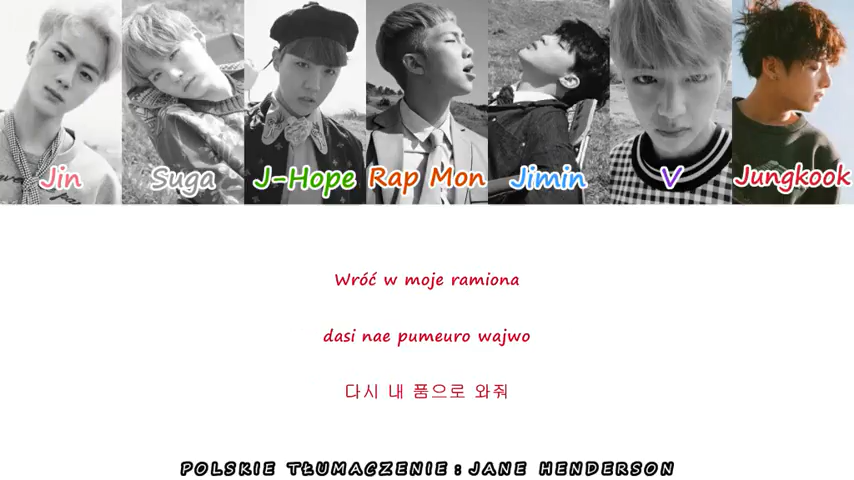 Jin Suga J-Hope Rap Mon Jimin V Jungkook
Wróć w moje ramiona
dasi nae pumeuro wajwo
다시 내 품으로 와줘
POLSKIE TŁUMACZENIE : JANE HENDERSON